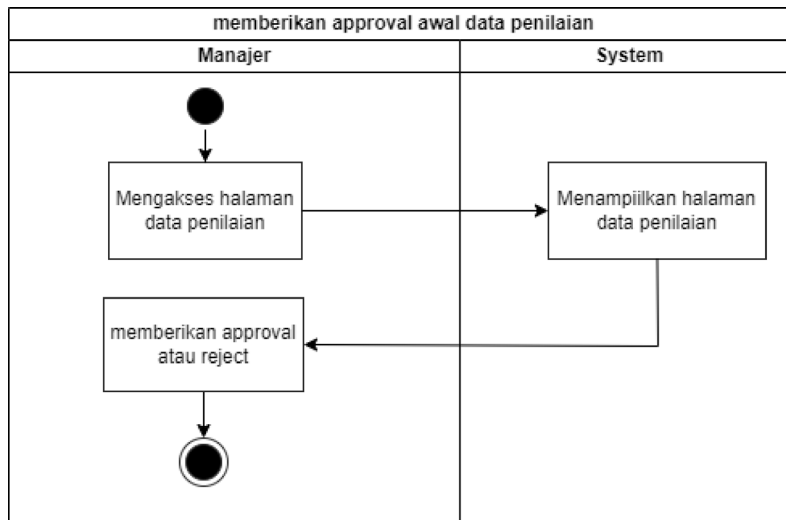 memberikan approval awal data penilaian
Manajer
System
Mengakses halaman
data penilaian
Menampiilkan halaman
data penilaian
memberikan approval
atau reject